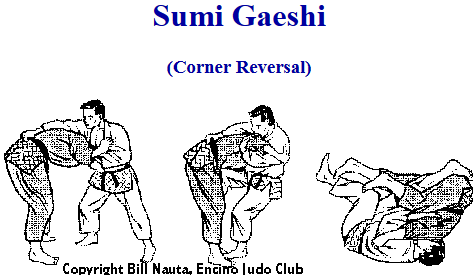 Sumi Gaeshi
(Corner Reversal)
Copyright Bill Nauta, Encino Judo Club